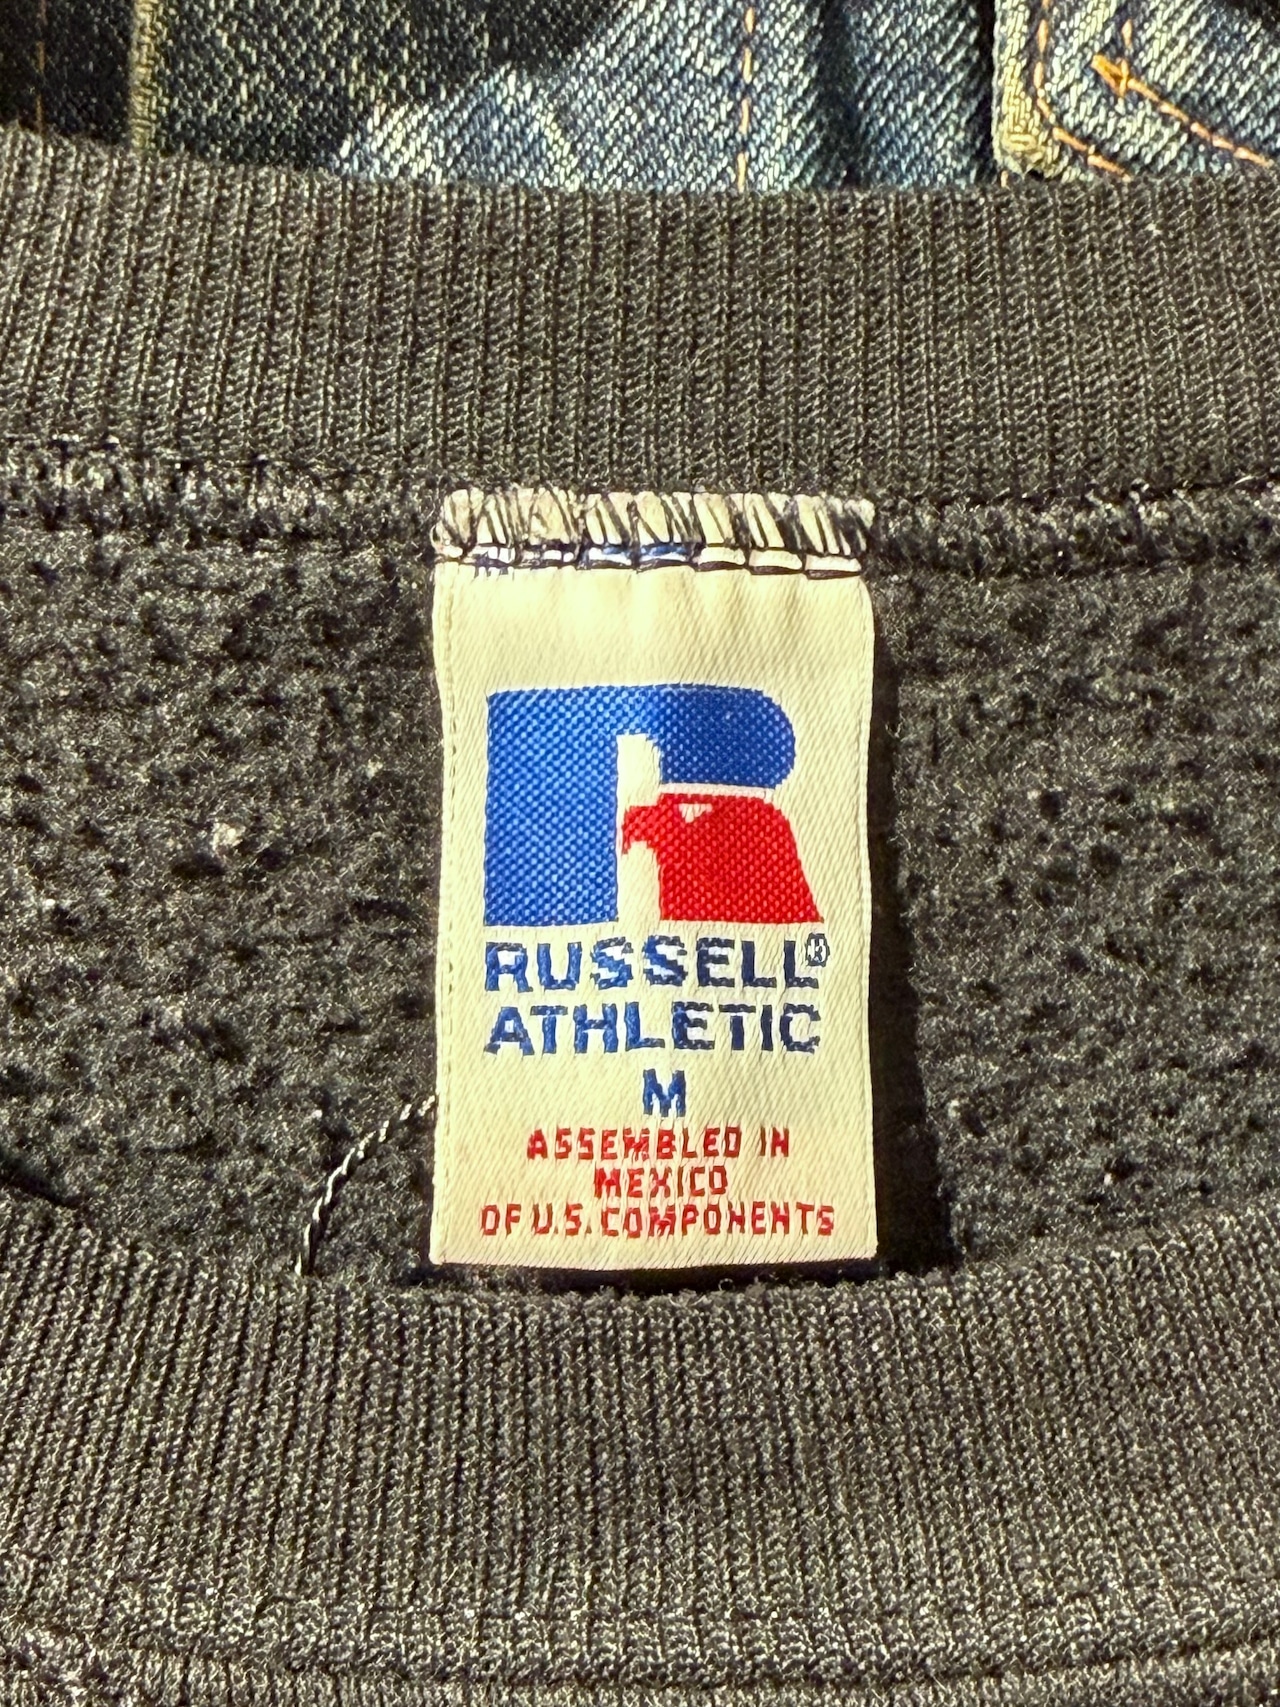 R
RUSSELL®
ATHLETIC
M
ASSEMBLED IN
MEXICO
OF U.S. COMPONENTS